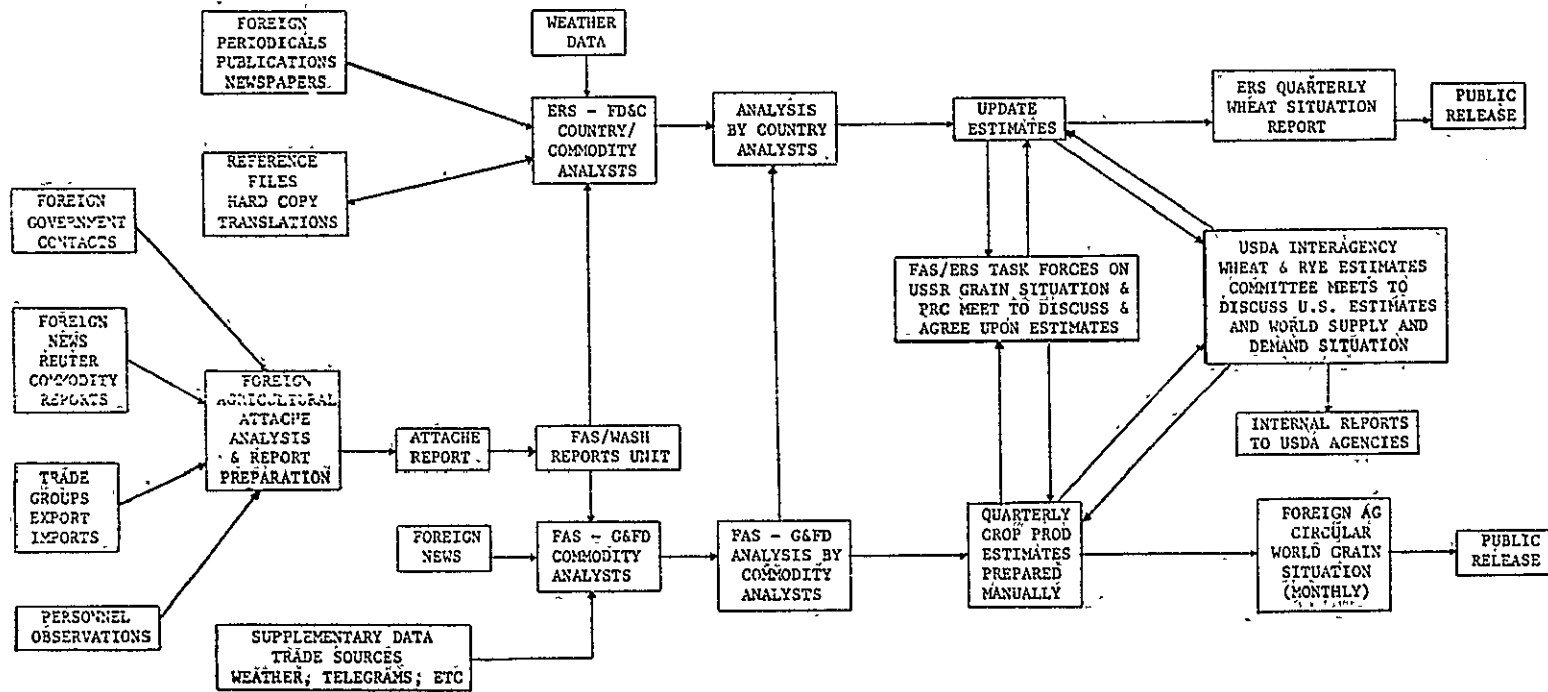 FOREIGN
PERIODICALS
PUBLICATIONS
NEWSPAPERS
WEATHER
DATA
ERS - FD&C
COUNTRY/
COMMODITY
ANALYSTS
ANALYSIS
BY COUNTRY
ANALYSTS
UPDATE
ESTIMATES
ERS QUARTERLY
WHEAT SITUATION
REPORT
PUBLIC
RELEASE
REFERENCE
FILES
HARD COPY
TRANSLATIONS
FOREIGN
GOVERNMENT
CONTACTS
FAS/ERS TASK FORCES ON
USSR GRAIN SITUATION &
PRC MEET TO DISCUSS &
AGREE UPON ESTIMATES
USDA INTERAGENCY
WHEAT & RYE ESTIMATES
COMMITTEE MEETS TO
DISCUSS U.S. ESTIMATES
AND WORLD SUPPLY AND
DEMAND SITUATION
FOREIGN
NEWS
REUTER
COMMODITY
REPORTS
FOREIGN
AGRICULTURAL
ATTACHE
ANALYSIS
& REPORT
PREPARATION
ATTACHE
REPORT
FAS/WASH
REPORTS UNIT
INTERNAL REPORTS
TO USDA AGENCIES
TRADE
GROUPS
EXPORT
IMPORTS
FOREIGN
NEWS
FAS - G&FD
COMMODITY
ANALYSTS
FAS - G&FD
ANALYSIS BY
COMMODITY
ANALYSTS
QUARTERLY
CROP PROD
ESTIMATES
PREPARED
MANUALLY
FOREIGN AG
CIRCULAR
WORLD GRAIN
SITUATION
(MONTHLY)
PUBLIC
RELEASE
PERSONNEL
OBSERVATIONS
SUPPLEMENTARY DATA
TRADE SOURCES
WEATHER; TELEGRAMS; ETC